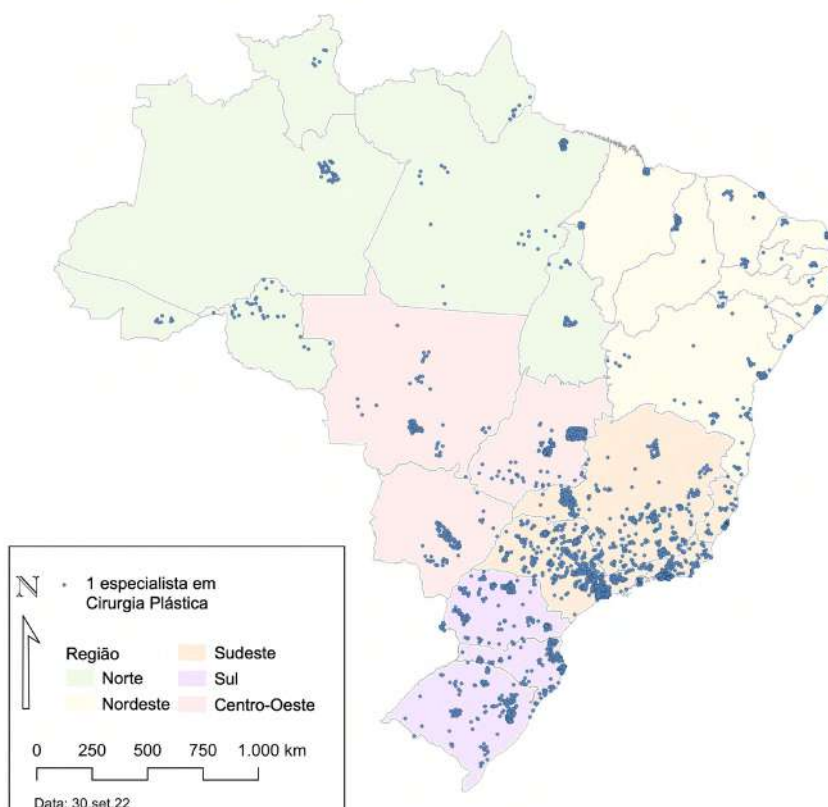 N
1 especialista em
Cirurgia Plástica
Região
Norte
Nordeste
Sudeste
Sul
Centro-Oeste
0 250 500 750 1.000 km
Data: 30 set 22